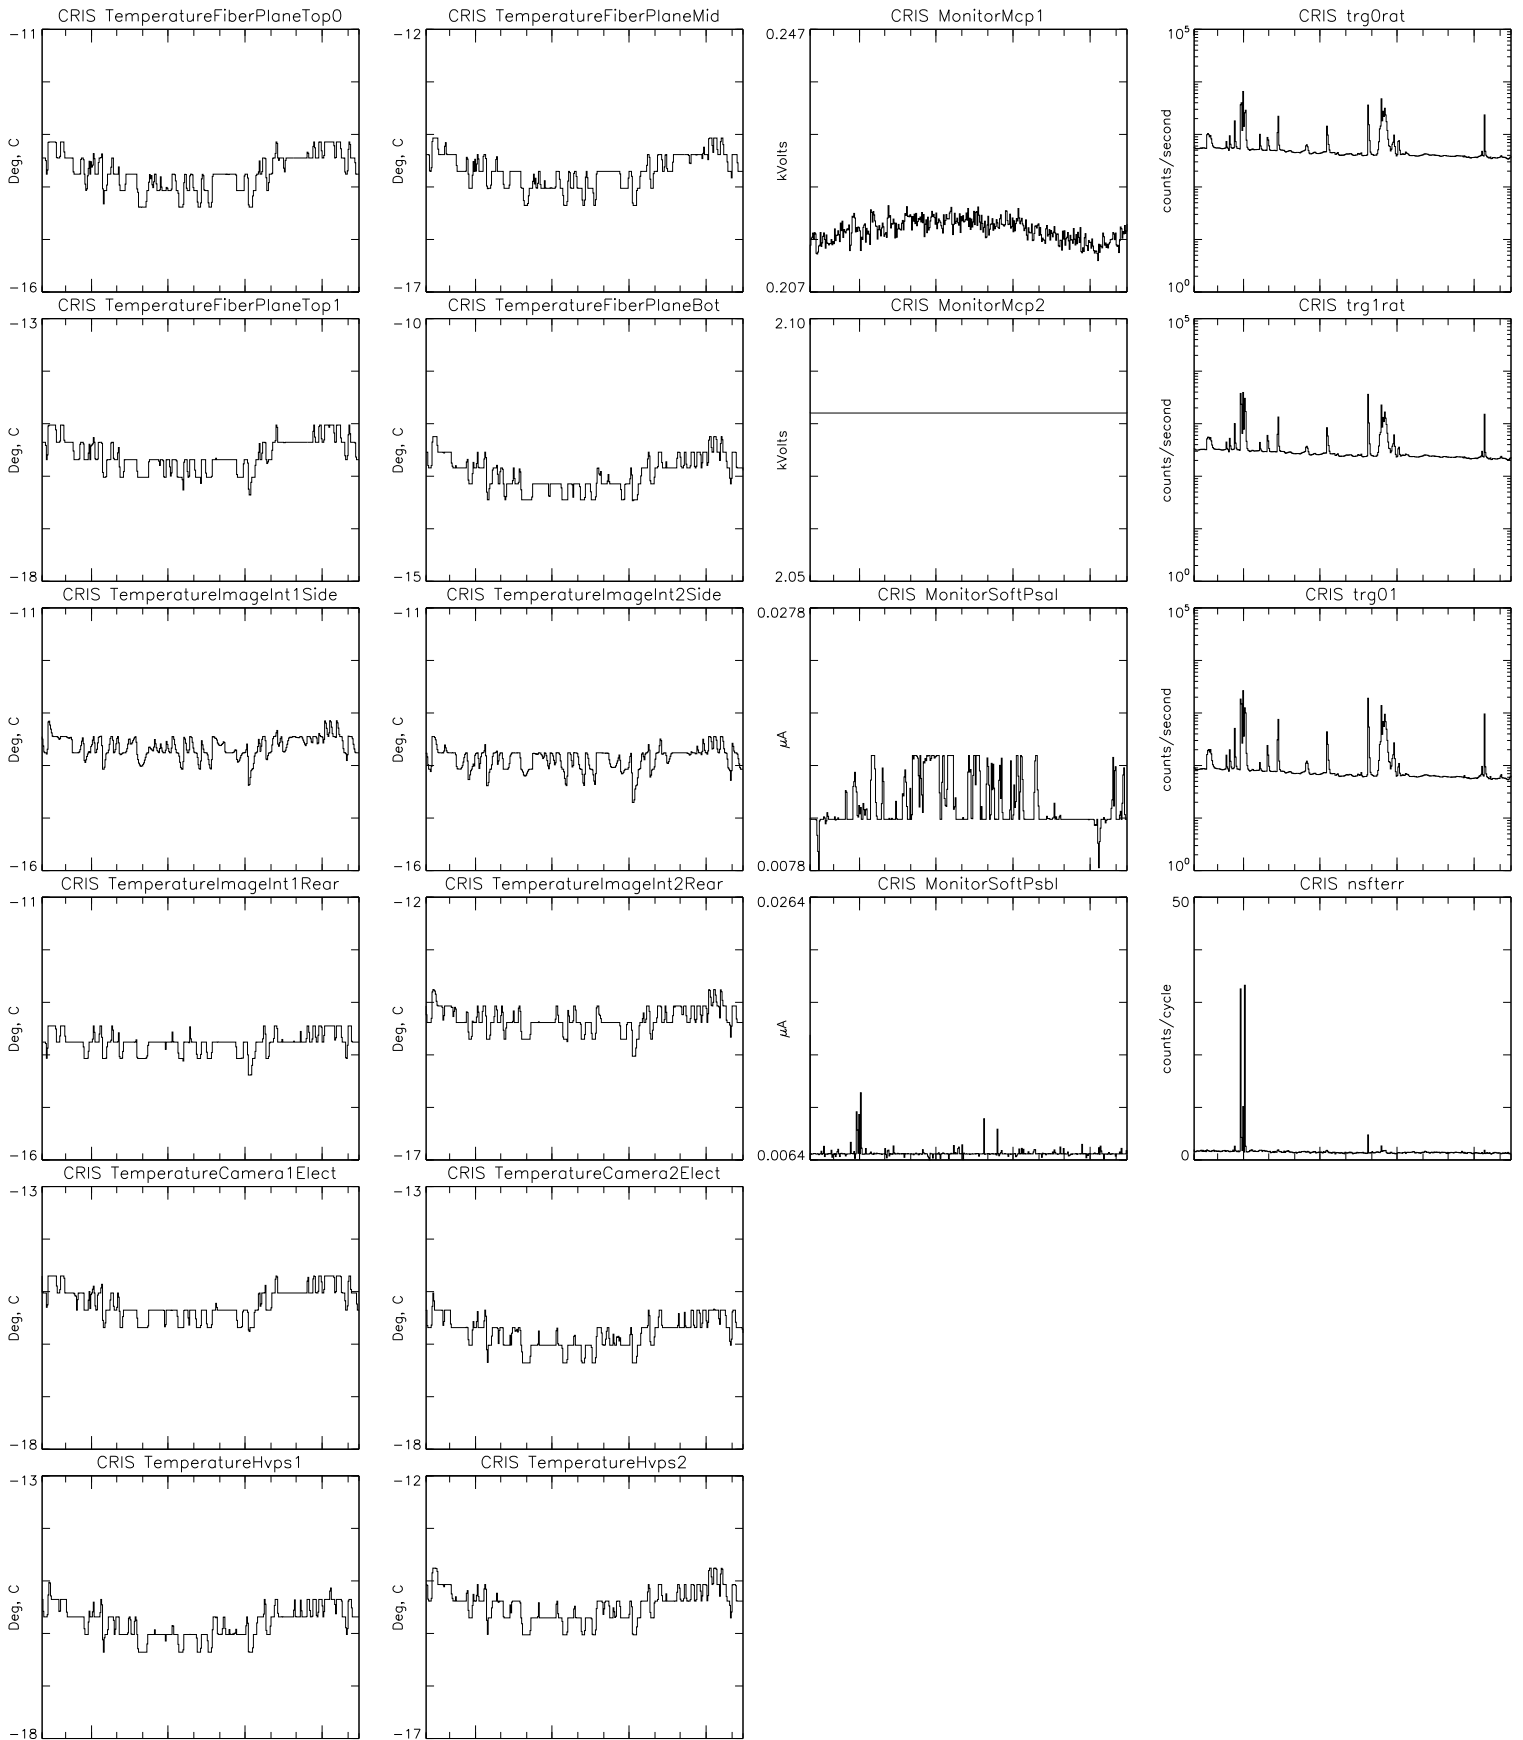 CRIS TemperatureFiberPlaneTop0
-11
Deg, C
-16
CRIS TemperatureFiberPlaneMid
-12
Deg, C
-17
CRIS MonitorMcp1
0.247
kVolts
0.207
CRIS trg0rat
10^5
counts/second
10^0
CRIS TemperatureFiberPlaneTop1
-13
Deg, C
-18
CRIS TemperatureFiberPlaneBot
-10
Deg, C
-15
CRIS MonitorMcp2
2.10
kVolts
2.05
CRIS trg1rat
10^5
counts/second
10^0
CRIS TemperatureImageInt1Side
-11
Deg, C
-16
CRIS TemperatureImageInt2Side
-11
Deg, C
-16
CRIS MonitorSoftPsaI
0.0278
μA
0.0078
CRIS trg01
10^5
counts/second
10^0
CRIS TemperatureImageInt1Rear
-11
Deg, C
-16
CRIS TemperatureImageInt2Rear
-12
Deg, C
-17
CRIS MonitorSoftPsbI
0.0264
μA
0.0064
CRIS nsfterr
50
counts/cycle
0
CRIS TemperatureCamera1Elect
-13
Deg, C
-18
CRIS TemperatureCamera2Elect
-13
Deg, C
-18
CRIS TemperatureHvps1
-13
Deg, C
-18
CRIS TemperatureHvps2
-12
Deg, C
-17